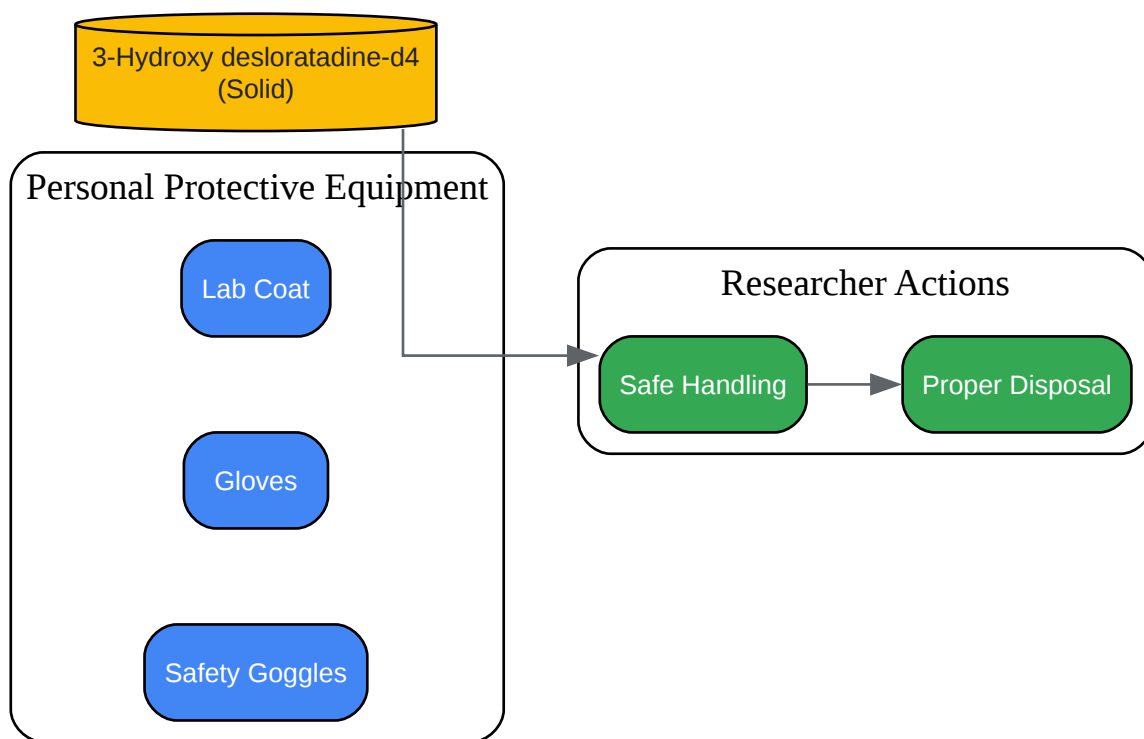 3-Hydroxy desloratadine-d4
(Solid)
Personal Protective Equipment
Lab Coat
Gloves
Safety Goggles
Researcher Actions
Safe Handling
Proper Disposal